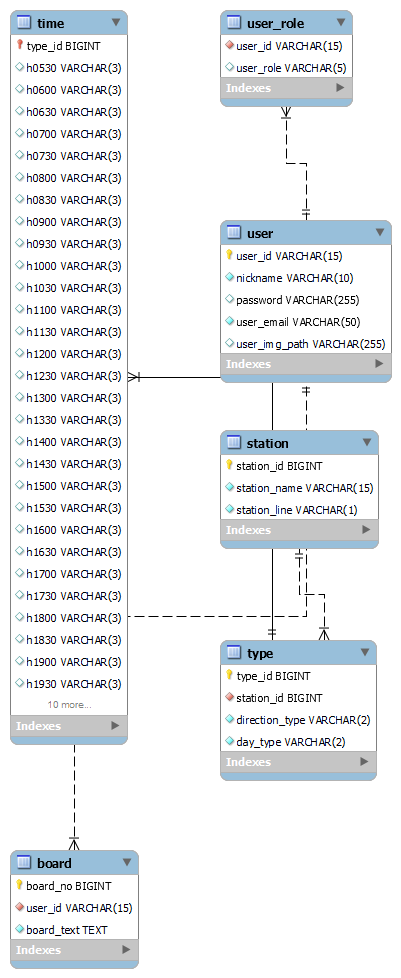 time
type_id BIGINT
h0530 VARCHAR(3)
h0600 VARCHAR(3)
h0630 VARCHAR(3)
h0700 VARCHAR(3)
h0730 VARCHAR(3)
h0800 VARCHAR(3)
h0830 VARCHAR(3)
h0900 VARCHAR(3)
h0930 VARCHAR(3)
h1000 VARCHAR(3)
h1030 VARCHAR(3)
h1100 VARCHAR(3)
h1130 VARCHAR(3)
h1200 VARCHAR(3)
h1230 VARCHAR(3)
h1300 VARCHAR(3)
h1330 VARCHAR(3)
h1400 VARCHAR(3)
h1430 VARCHAR(3)
h1500 VARCHAR(3)
h1530 VARCHAR(3)
h1600 VARCHAR(3)
h1630 VARCHAR(3)
h1700 VARCHAR(3)
h1730 VARCHAR(3)
h1800 VARCHAR(3)
h1830 VARCHAR(3)
h1900 VARCHAR(3)
h1930 VARCHAR(3)
10 more...
Indexes
user_role
user_id VARCHAR(15)
user_role VARCHAR(5)
Indexes
user
user_id VARCHAR(15)
nickname VARCHAR(10)
password VARCHAR(255)
user_email VARCHAR(50)
user_img_path VARCHAR(255)
Indexes
station
station_id BIGINT
station_name VARCHAR(15)
station_line VARCHAR(1)
Indexes
type
type_id BIGINT
station_id BIGINT
direction_type VARCHAR(2)
day_type VARCHAR(2)
Indexes
board
board_no BIGINT
user_id VARCHAR(15)
board_text TEXT
Indexes